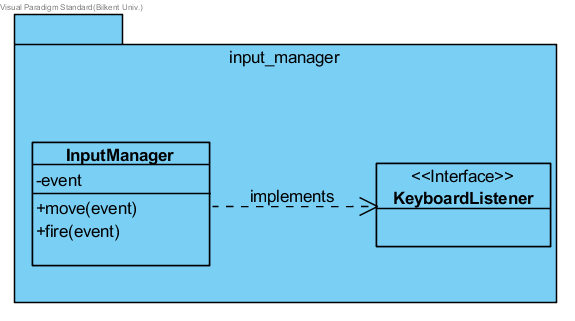 Visual Paradigm Standard(Bilkent Univ.)
input_manager
InputManager
-event
+move(event)
+fire(event)
implements
<<Interface>>
KeyboardListener